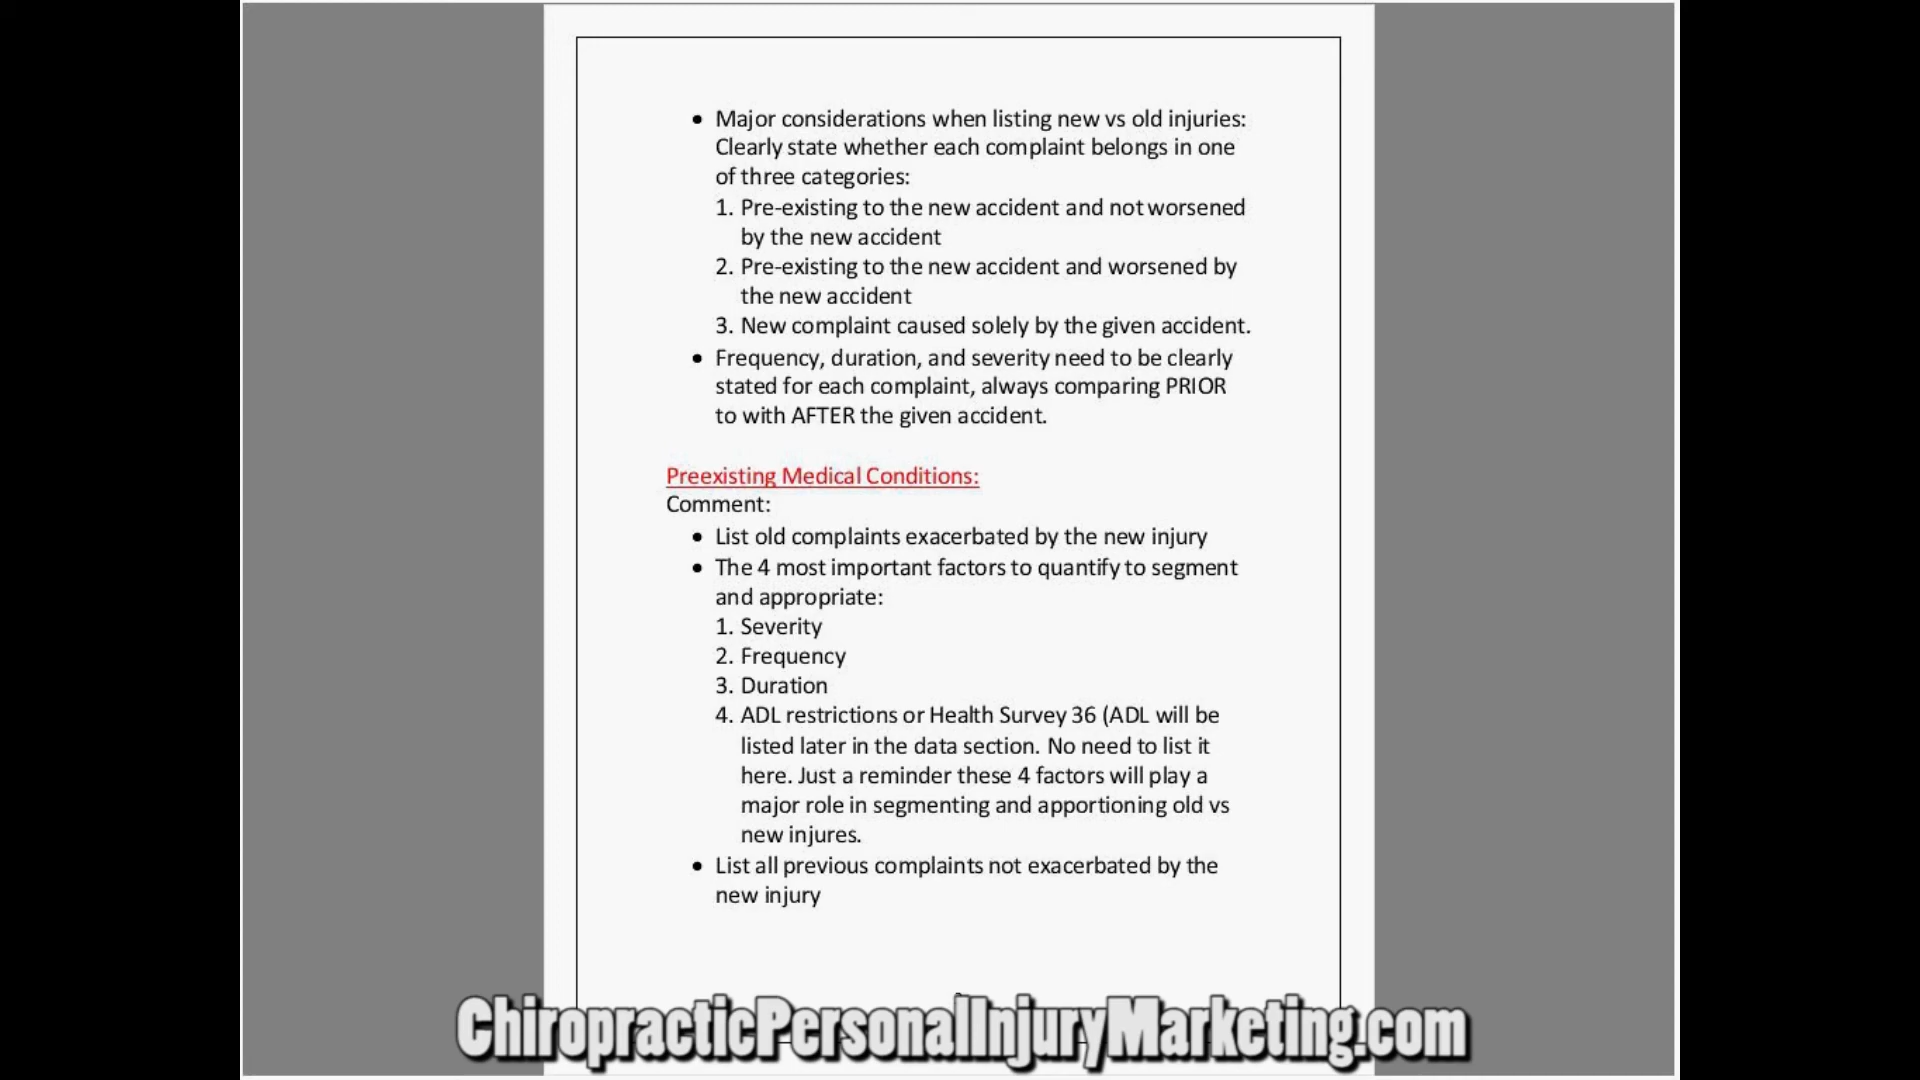 • Major considerations when listing new vs old injuries:
Clearly state whether each complaint belongs in one
of three categories:
1. Pre-existing to the new accident and not worsened
by the new accident
2. Pre-existing to the new accident and worsened by
the new accident
3. New complaint caused solely by the given accident.
• Frequency, duration, and severity need to be clearly
stated for each complaint, always comparing PRIOR
to with AFTER the given accident.
Preexisting Medical Conditions:
Comment:
• List old complaints exacerbated by the new injury
• The 4 most important factors to quantify to segment
and appropriate:
1. Severity
2. Frequency
3. Duration
4. ADL restrictions or Health Survey 36 (ADL will be
listed later in the data section. No need to list it
here. Just a reminder these 4 factors will play a
major role in segmenting and apportioning old vs
new injures.
• List all previous complaints not exacerbated by the
new injury
ChiropracticPersonalInjuryMarketing.com